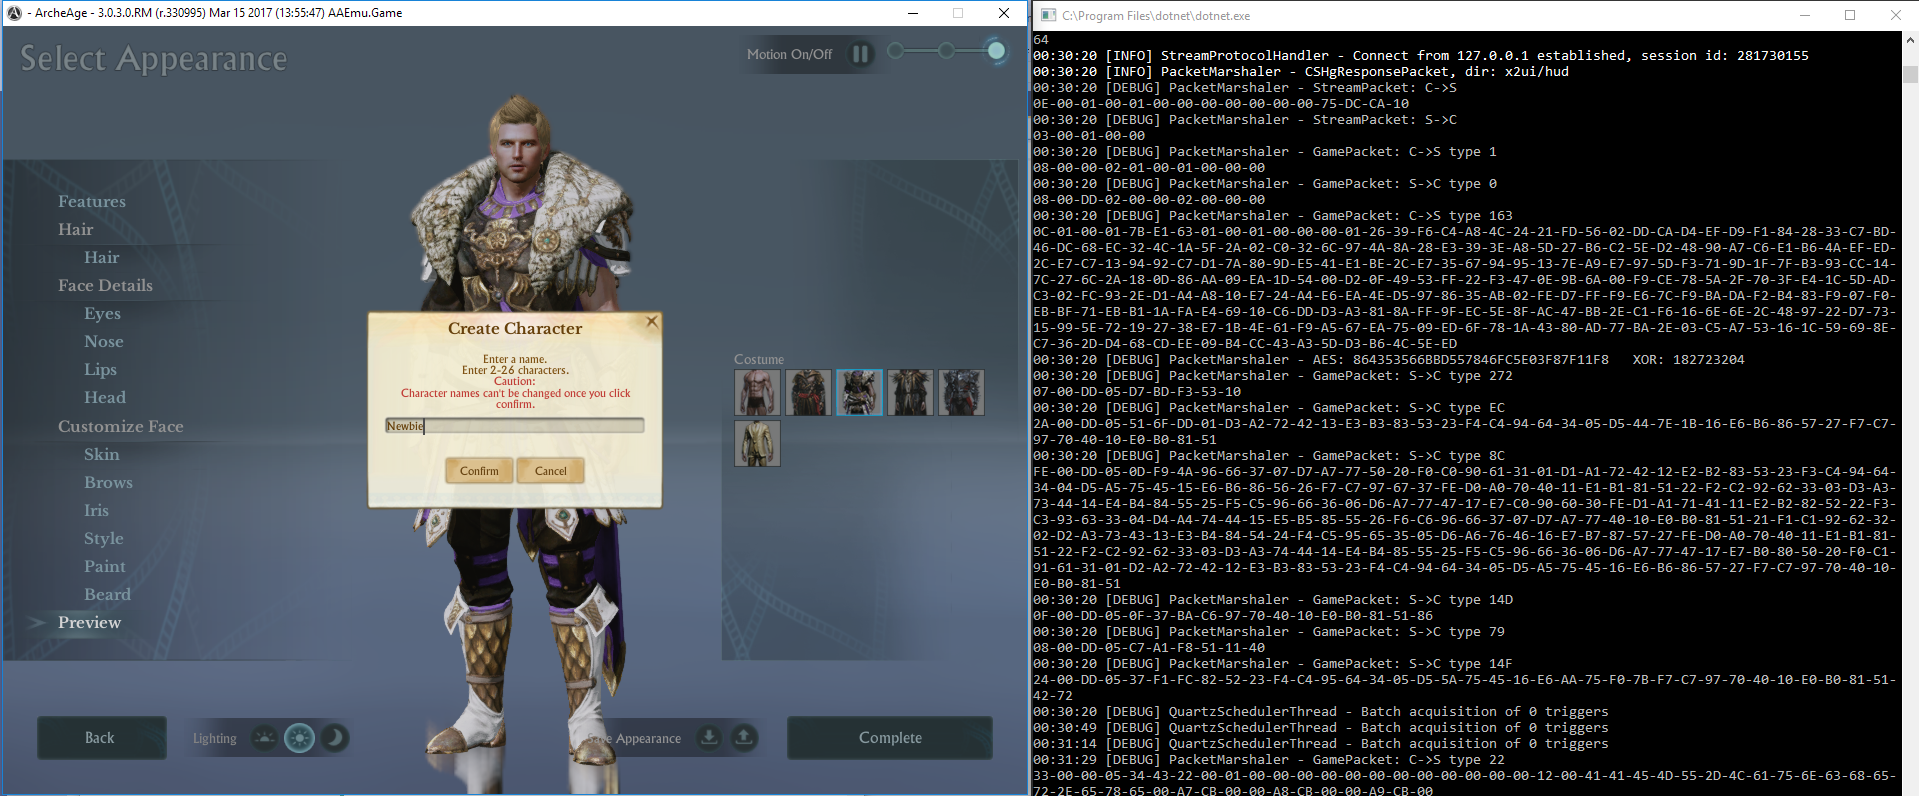 - ArcheAge - 3.0.3.0.RM (r.330995) Mar 15 2017 (13:55:47) AAEmu.Game
Select Appearance
Motion On/Off
Features
Hair
Hair
Face Details
Eyes
Nose
Lips
Head
Customize Face
Skin
Brows
Iris
Style
Paint
Beard
Preview
Create Character
Enter a name.
Enter 2-26 characters.
Caution:
Character names can't be changed once you click
confirm.
Newbie
Confirm
Cancel
Costume
Back
Lighting
Save Appearance
Complete
C:\Program Files\dotnet\dotnet.exe
64
00:30:20 [INFO] StreamProtocolHandler - Connect from 127.0.0.1 established, session id: 281730155
00:30:20 [INFO] PacketMarshaler - CSHgResponsePacket, dir: x2ui/hud
00:30:20 [DEBUG] PacketMarshaler - StreamPacket: C->S
0E-00-01-00-01-00-00-00-00-00-00-00-75-DC-CA-10
00:30:20 [DEBUG] PacketMarshaler - StreamPacket: S->C
03-00-01-00-00
00:30:20 [DEBUG] PacketMarshaler - GamePacket: C->S type 1
08-00-00-02-01-00-01-00-00-00
00:30:20 [DEBUG] PacketMarshaler - GamePacket: S->C type 0
08-00-DD-02-00-00-02-00-00-00
00:30:20 [DEBUG] PacketMarshaler - GamePacket: C->S type 163
0C-01-00-01-7B-E1-63-01-00-01-00-00-00-01-26-39-F6-C4-A8-4C-24-21-FD-56-02-DD-CA-D4-EF-D9-F1-84-28-33-C7-BD-
46-DC-68-EC-32-4C-1A-5F-2A-02-C0-32-6C-97-4A-8A-28-E3-39-3E-A8-5D-27-B6-C2-5E-D2-48-90-A7-C6-E1-B6-4A-EF-ED-
2C-E7-C7-13-94-92-C7-D1-7A-80-9D-E5-41-E1-BE-2C-E7-35-67-94-95-13-7E-A9-E7-97-5D-F3-71-9D-1F-7F-B3-93-CC-14-
7C-27-6C-2A-18-0D-86-AA-09-EA-1D-54-00-D2-0F-49-53-FF-22-F3-47-0E-9B-6A-00-F9-CE-78-5A-2F-70-3F-E4-1C-5D-AD-
C3-02-FC-93-2E-D1-A4-A8-10-E7-24-A4-E6-EA-4E-D5-97-86-35-AB-02-FE-D7-FF-F9-E6-7C-F9-BA-DA-F2-B4-83-F9-07-F0-
EB-BF-71-EB-B1-1A-FA-E4-69-10-C6-DD-D3-A3-81-8A-FF-9F-EC-5E-8F-AC-47-BB-2E-C1-F6-16-6E-6E-2C-48-97-22-D7-73-
15-99-5E-72-19-27-38-E7-1B-4E-61-F9-A5-67-EA-75-09-ED-6F-78-1A-43-80-AD-77-BA-2E-03-C5-A7-53-16-1C-59-69-8E-
C7-36-2D-D4-68-CD-EE-09-B4-CC-43-A3-5D-D3-B6-4C-5E-ED
00:30:20 [DEBUG] PacketMarshaler - AES: 864353566BBD557846FC5E03F87F11F8   XOR: 182723204
00:30:20 [DEBUG] PacketMarshaler - GamePacket: S->C type 272
07-00-DD-05-D7-BD-F3-53-10
00:30:20 [DEBUG] PacketMarshaler - GamePacket: S->C type EC
2A-00-DD-05-51-6F-DD-01-D3-A2-72-42-13-E3-B3-83-53-23-F4-C4-94-64-34-05-D5-44-7E-1B-16-E6-B6-86-57-27-F7-C7-
97-70-40-10-E0-B0-81-51
00:30:20 [DEBUG] PacketMarshaler - GamePacket: S->C type 8C
FE-00-DD-05-0D-F9-4A-96-66-37-07-D7-A7-77-50-20-F0-C0-90-61-31-01-D1-A1-72-42-12-E2-B2-83-53-23-F3-C4-94-64-
34-04-D5-A5-75-45-15-E6-B6-86-56-26-F7-C7-97-67-37-FE-D0-A0-70-40-11-E1-B1-81-51-22-F2-C2-92-62-33-03-D3-A3-
73-44-14-E4-B4-84-55-25-F5-C5-96-66-36-06-D6-A7-77-47-17-E7-C0-90-60-30-FE-D1-A1-71-41-11-E2-B2-82-52-22-F3-
C3-93-63-33-04-D4-A4-74-44-15-E5-B5-85-55-26-F6-C6-96-66-37-07-D7-A7-77-40-10-E0-B0-81-51-21-F1-C1-92-62-32-
02-D2-A3-73-43-13-E3-B4-84-54-24-F4-C5-95-65-35-05-D6-A6-76-46-16-E7-B7-87-57-27-FE-D0-A0-70-40-11-E1-B1-81-
51-22-F2-C2-92-62-33-03-D3-A3-74-44-14-E4-B4-85-55-25-F5-C5-96-66-36-06-D6-A7-77-47-17-E7-B0-80-50-20-F0-C1-
91-61-31-01-D2-A2-72-42-12-E3-B3-83-53-23-F4-C4-94-64-34-05-D5-A5-75-45-16-E6-B6-86-57-27-F7-C7-97-70-40-10-
E0-B0-81-51
00:30:20 [DEBUG] PacketMarshaler - GamePacket: S->C type 14D
0F-00-DD-05-0F-37-BA-C6-97-70-40-10-E0-B0-81-51-86
00:30:20 [DEBUG] PacketMarshaler - GamePacket: S->C type 79
08-00-DD-05-C7-A1-F8-51-11-40
00:30:20 [DEBUG] PacketMarshaler - GamePacket: S->C type 14F
24-00-DD-05-37-F1-FC-82-52-23-F4-C4-95-64-34-05-D5-5A-75-45-16-E6-AA-75-F0-7B-F7-C7-97-70-40-10-E0-B0-81-51-
42-72
00:30:20 [DEBUG] QuartzSchedulerThread - Batch acquisition of 0 triggers
00:30:49 [DEBUG] QuartzSchedulerThread - Batch acquisition of 0 triggers
00:31:14 [DEBUG] QuartzSchedulerThread - Batch acquisition of 0 triggers
00:31:29 [DEBUG] PacketMarshaler - GamePacket: C->S type 22
33-00-00-05-34-43-22-00-01-00-00-00-00-00-00-00-00-00-00-00-00-12-00-41-41-45-4D-55-2D-4C-61-75-6E-63-68-65-
72-2E-65-78-65-00-A7-CB-00-00-A8-CB-00-00-A9-CB-00